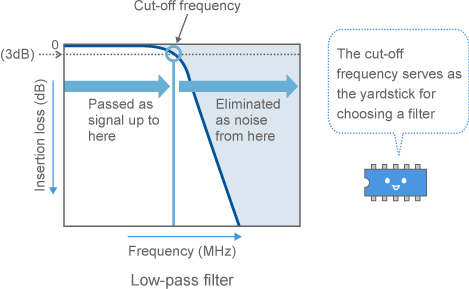 Cut-off frequency
0
(3dB)
Insertion loss (dB)
Passed as
signal up to
here
Eliminated
as noise
from here
Frequency (MHz)
Low-pass filter
The cut-off
frequency serves as
the yardstick for
choosing a filter